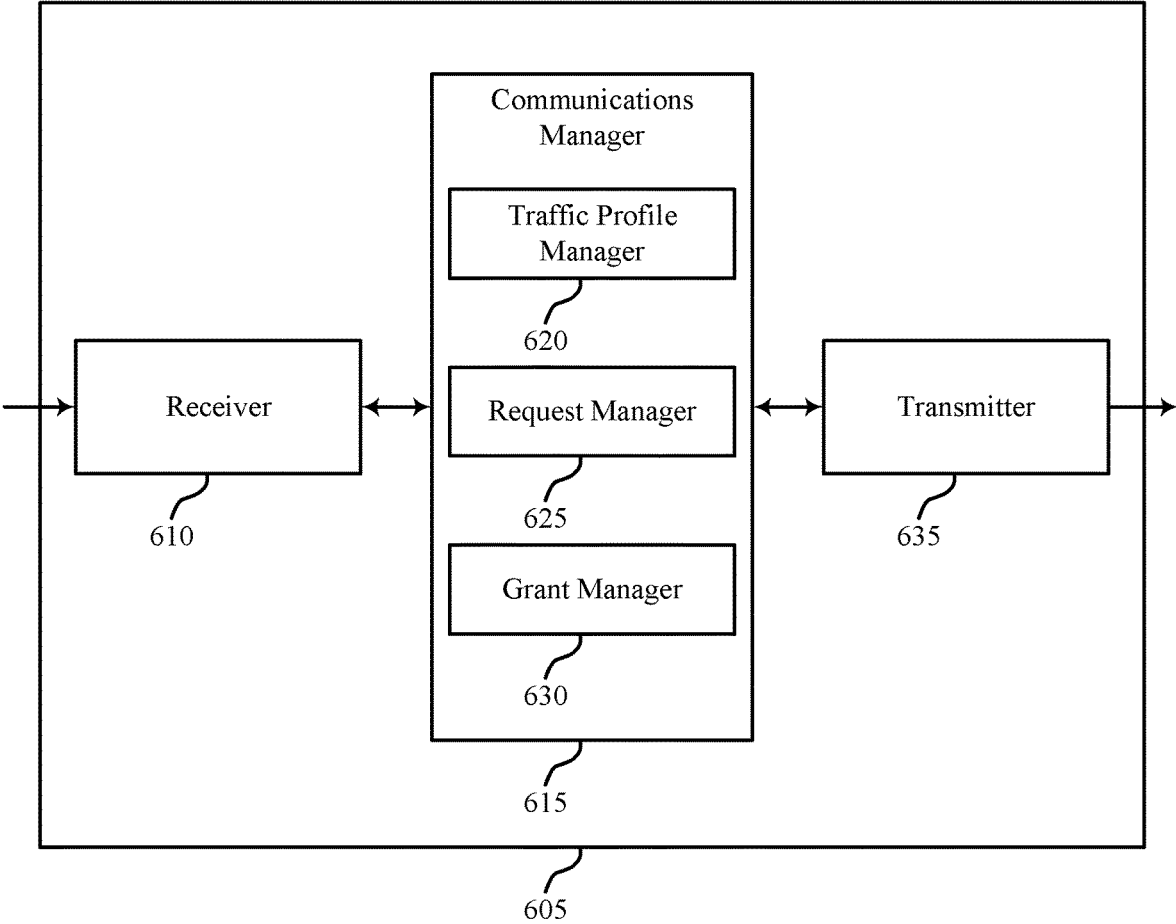 Communications
Manager
Traffic Profile
Manager
620
Receiver
610
Request Manager
625
Transmitter
635
Grant Manager
630
615
605